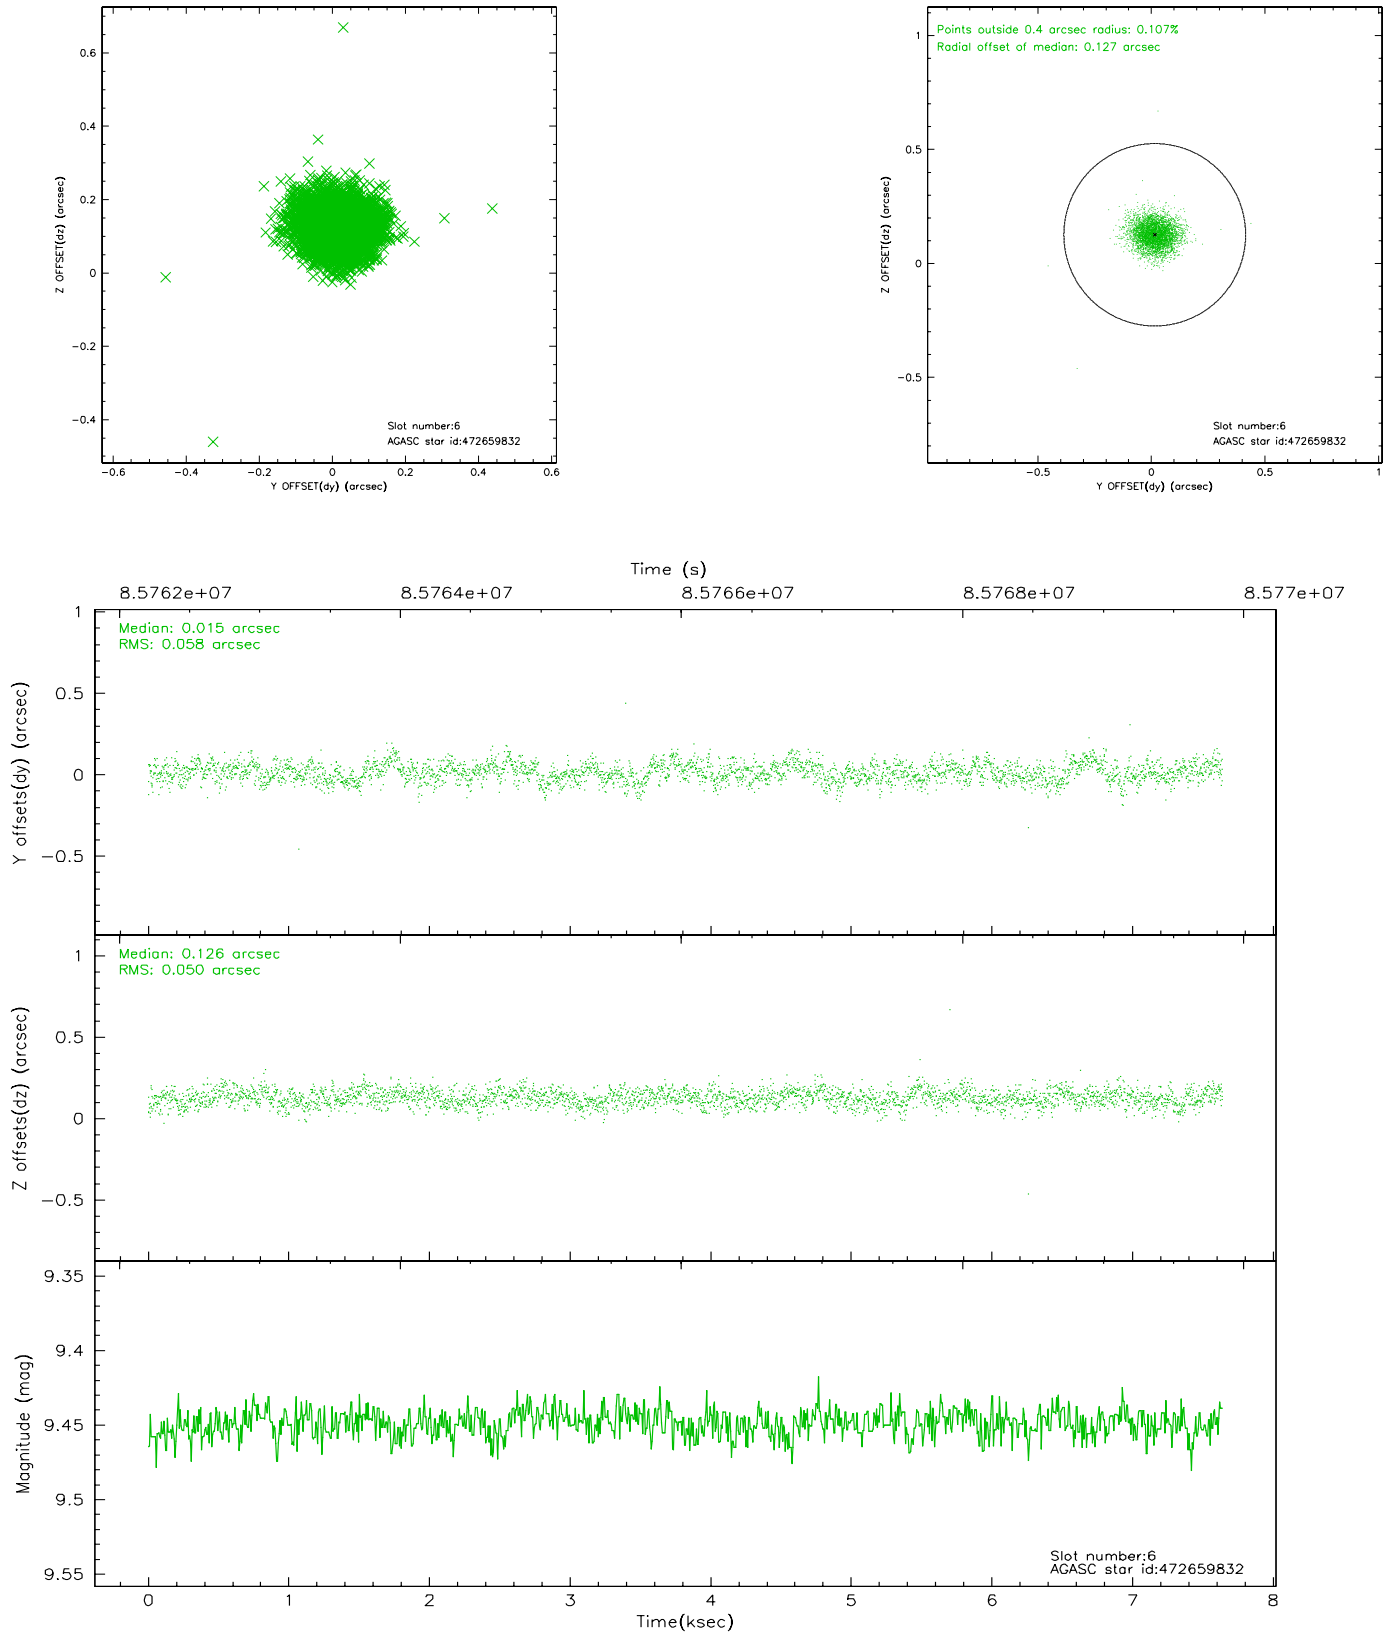 0.6
0.4
0.2
0
−0.2
−0.4
Z OFFSET(dz) (arcsec)
Slot number:6
AGASC star id:472659832
−0.6
−0.4
−0.2
0
0.2
0.4
0.6
Y OFFSET(dy) (arcsec)
Points outside 0.4 arcsec radius: 0.107%
Radial offset of median: 0.127 arcsec
1
0.5
0
−0.5
Z OFFSET(dz) (arcsec)
Slot number:6
AGASC star id:472659832
−0.5
0
0.5
1
Y OFFSET(dy) (arcsec)
Time (s)
8.5762e+07
8.5764e+07
8.5766e+07
8.5768e+07
8.577e+07
Median: 0.015 arcsec
RMS: 0.058 arcsec
1
0.5
0
−0.5
Y offsets(dy) (arcsec)
Median: 0.126 arcsec
RMS: 0.050 arcsec
1
0.5
0
−0.5
Z offsets(dz) (arcsec)
9.35
9.4
9.45
9.5
9.55
Magnitude (mag)
Slot number:6
AGASC star id:472659832
0
1
2
3
4
5
6
7
8
Time(ksec)